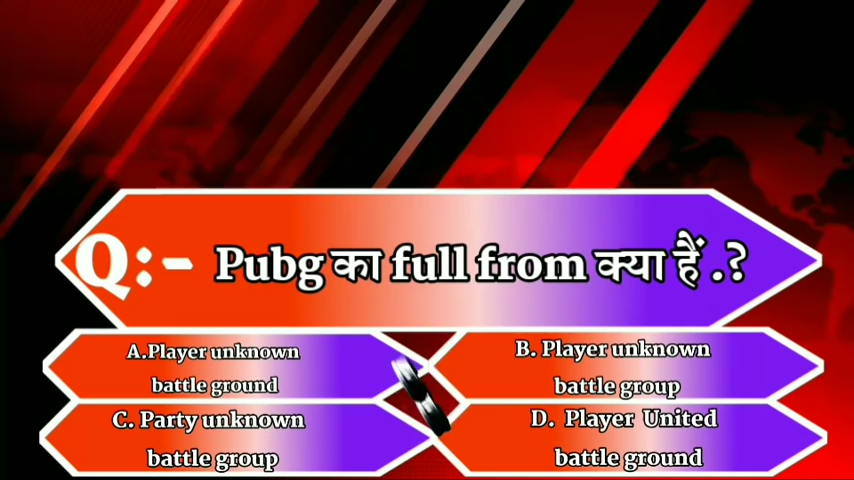 Q:- Pubg का full from क्या हैं .?
A.Player unknown
battle ground
B. Player unknown
battle group
C. Party unknown
battle group
D. Player United
battle ground